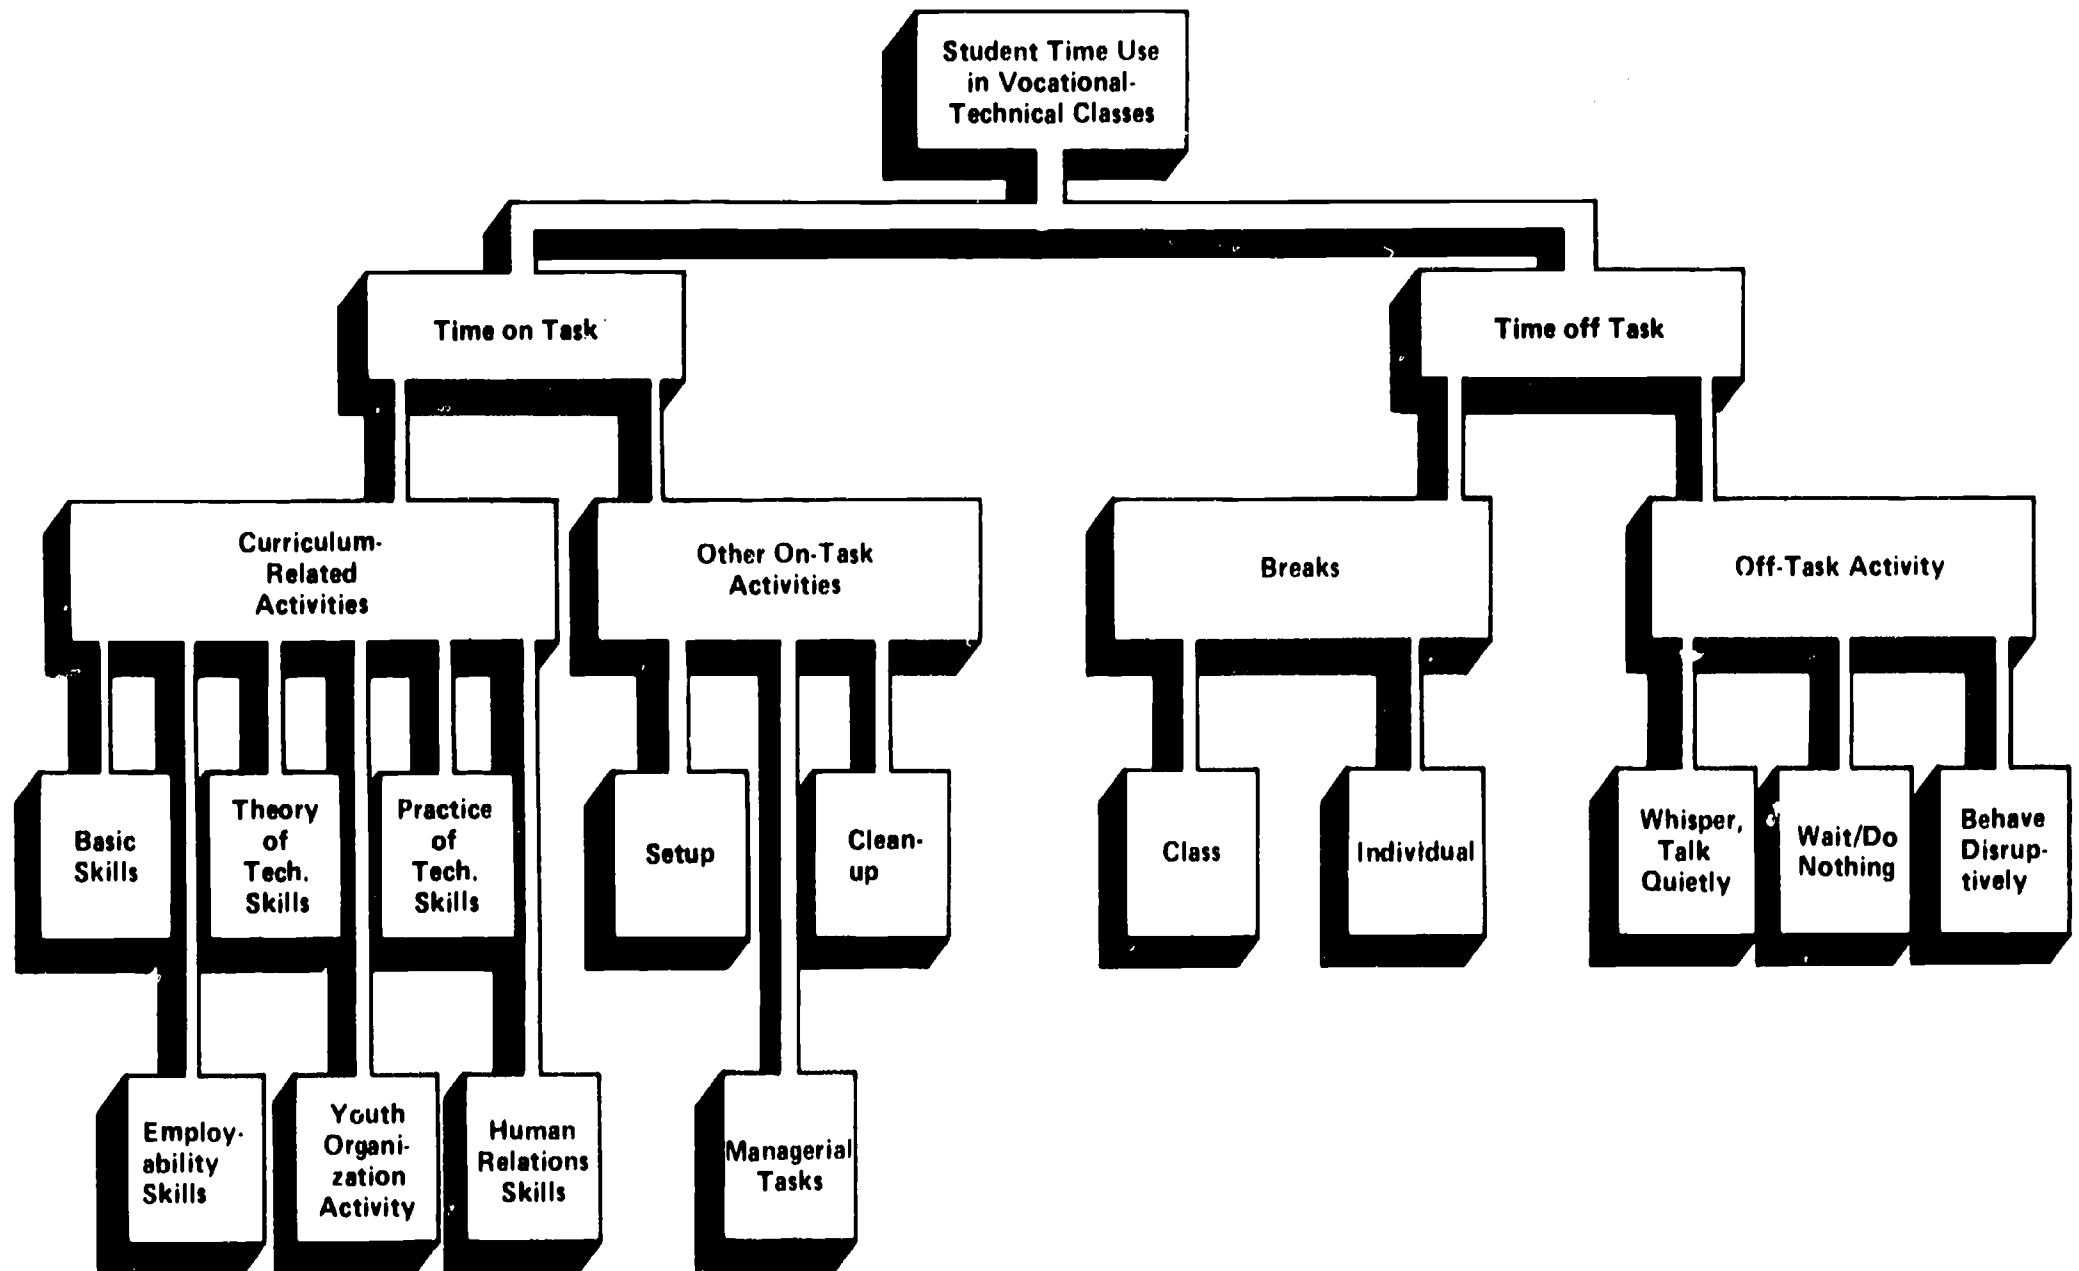 Student Time Use
in Vocational-
Technical Classes
Time on Task
Time off Task
Curriculum-
Related
Activities
Other On-Task
Activities
Breaks
Off-Task Activity
Basic
Skills
Theory
of
Tech.
Skills
Practice
of
Tech.
Skills
Setup
Clean-
up
Class
Individual
Whisper,
Talk
Quietly
Wait/Do
Nothing
Behave
Disrup-
tively
Employ-
ability
Skills
Youth
Organi-
zation
Activity
Human
Relations
Skills
Managerial
Tasks